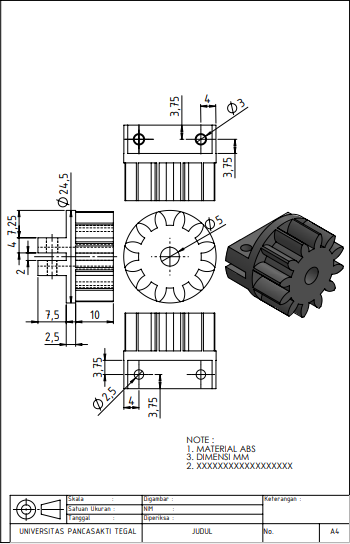 3,75
4
Ø3
3,75
Ø24,5
7,25
4
2
Ø5
7,5
10
2,5
3,75
Ø2,5
4
3,75
NOTE :
1. MATERIAL ABS
3. DIMENSI MM
2. XXXXXXXXXXXXXXXXXX
Skala :
Digambar :
Keterangan :
Satuan Ukuran :
NIM :
Tanggal :
Diperiksa :
UNIVERSITAS PANCASAKTI TEGAL
JUDUL
No.
A4